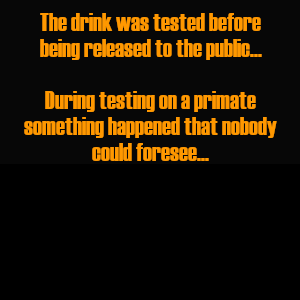 The drink was tested before
being released to the public...
During testing on a primate
something happened that nobody
could foresee...